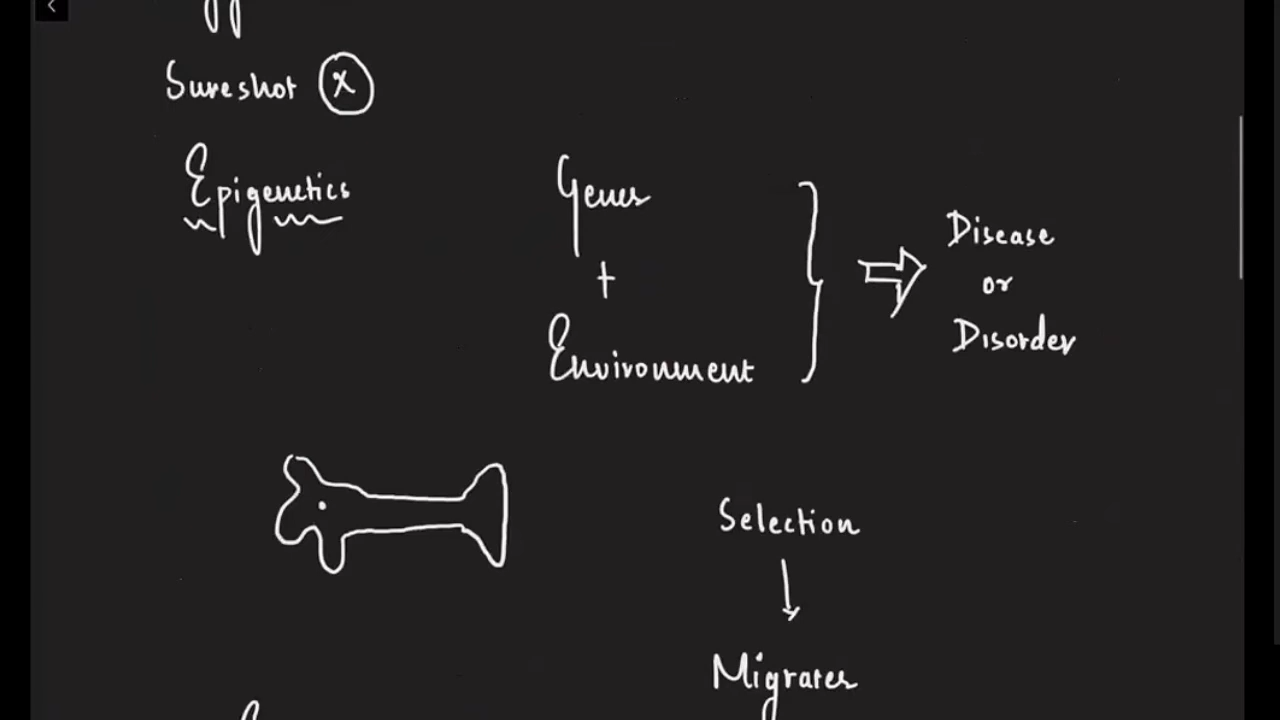 Sureshot x
Epigenetics
Genes
+
Environment
Disease
or
Disorder
Selection
Migrates